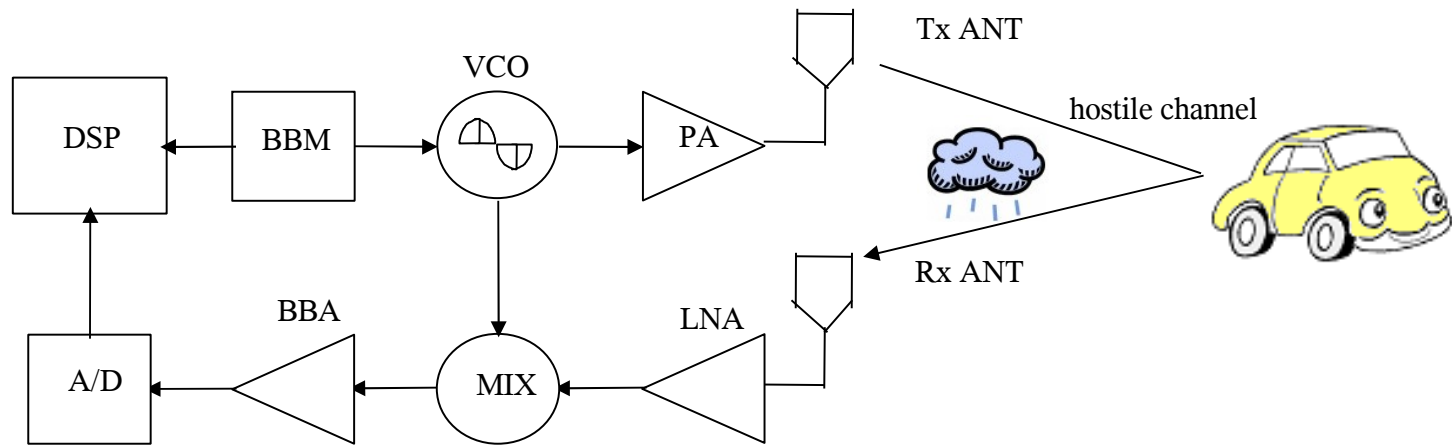 Tx ANT
VCO
hostile channel
DSP
BBM
PA
Rx ANT
BBA
LNA
A/D
MIX